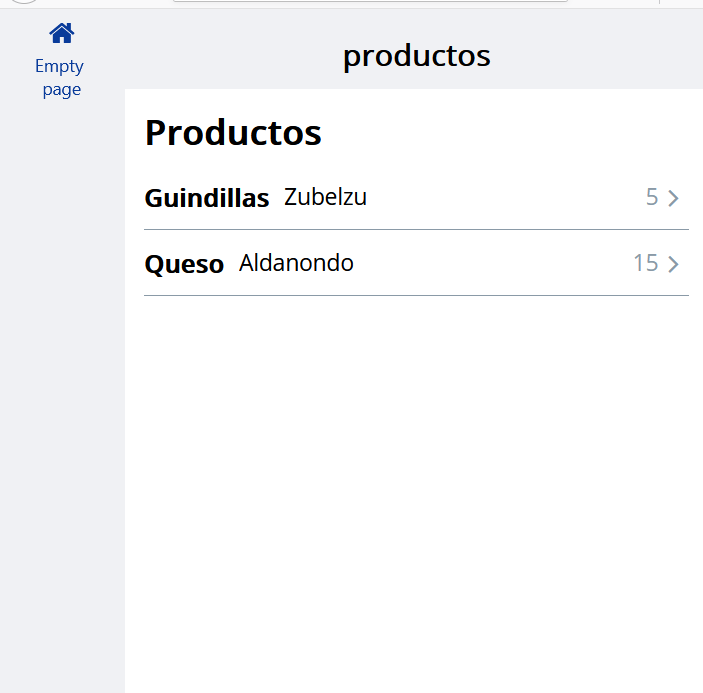 Empty
page
productos
Productos
Guindillas Zubelzu 5
Queso Aldanondo 15